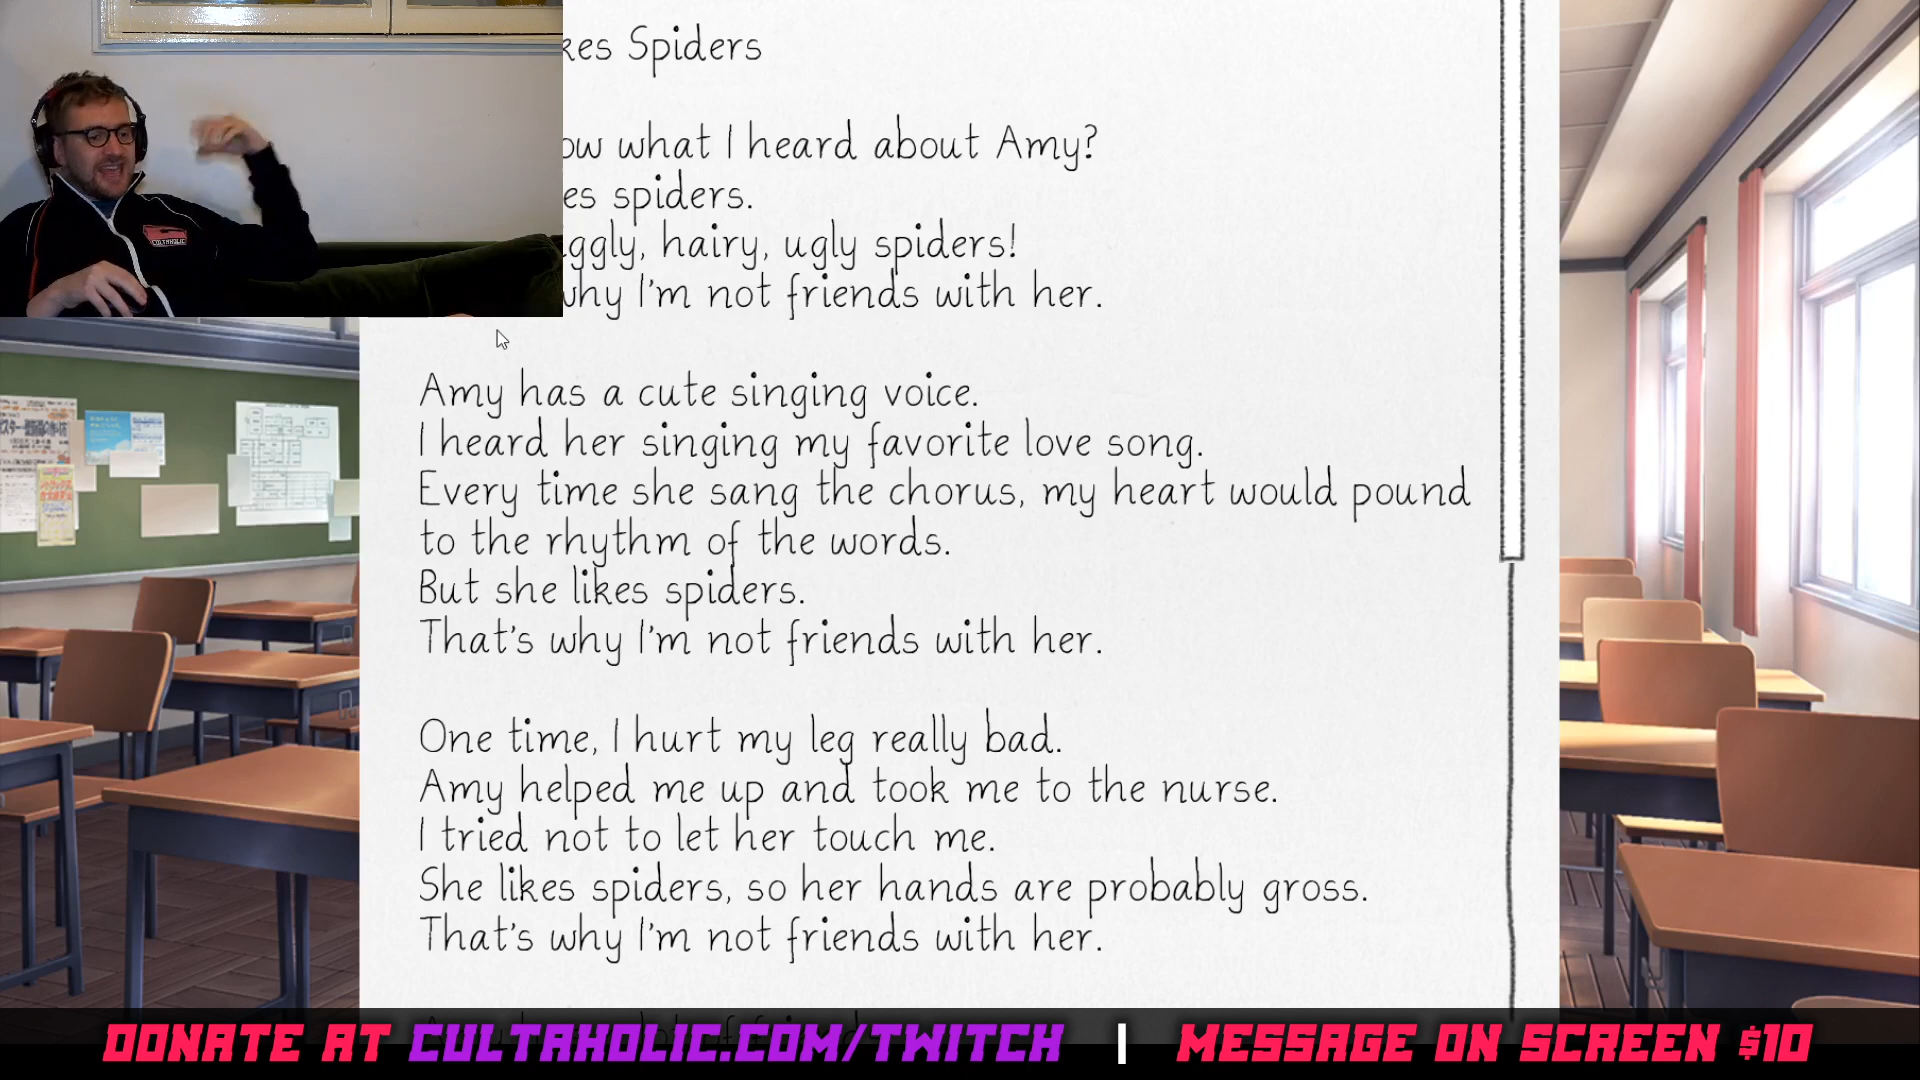 kes Spiders
ow what I heard about Amy?
es spiders.
ggly, hairy, ugly spiders!
why I'm not friends with her.
Amy has a cute singing voice.
I heard her singing my favorite love song.
Every time she sang the chorus, my heart would pound
to the rhythm of the words.
But she likes spiders.
That's why I'm not friends with her.
One time, I hurt my leg really bad.
Amy helped me up and took me to the nurse.
I tried not to let her touch me.
She likes spiders, so her hands are probably gross.
That's why I'm not friends with her.
CULTAHOLIC
DONATE AT CULTAHOLIC.COM/TWITCH | MESSAGE ON SCREEN $10